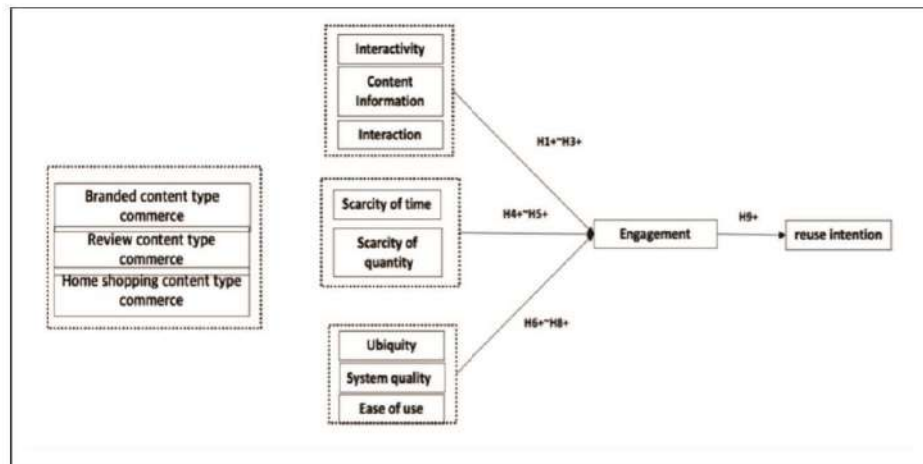 Interactivity
Content
Information
Interaction
H1+~H3+
Branded content type
commerce
Review content type
commerce
Home shopping content type
commerce
Scarcity of time
Scarcity of
quantity
H4+~H5+
Engagement
H9+
reuse intention
H6+~H8+
Ubiquity
System quality
Ease of use